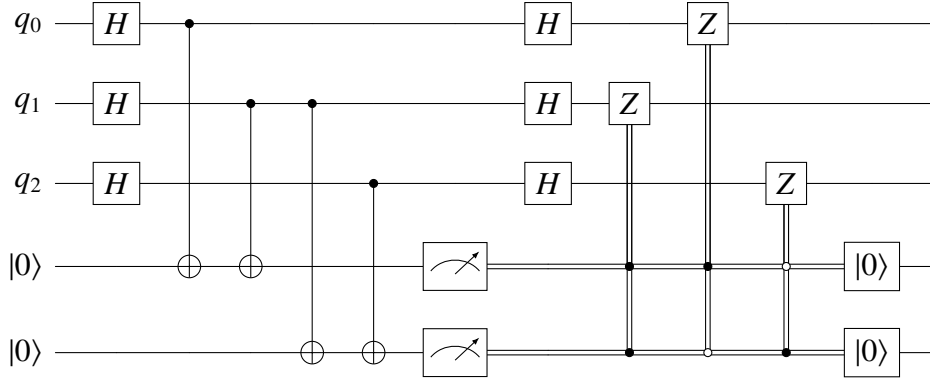 q₀ H H Z
q₁ H H Z
q₂ H H Z
|0⟩ |0⟩
|0⟩ |0⟩